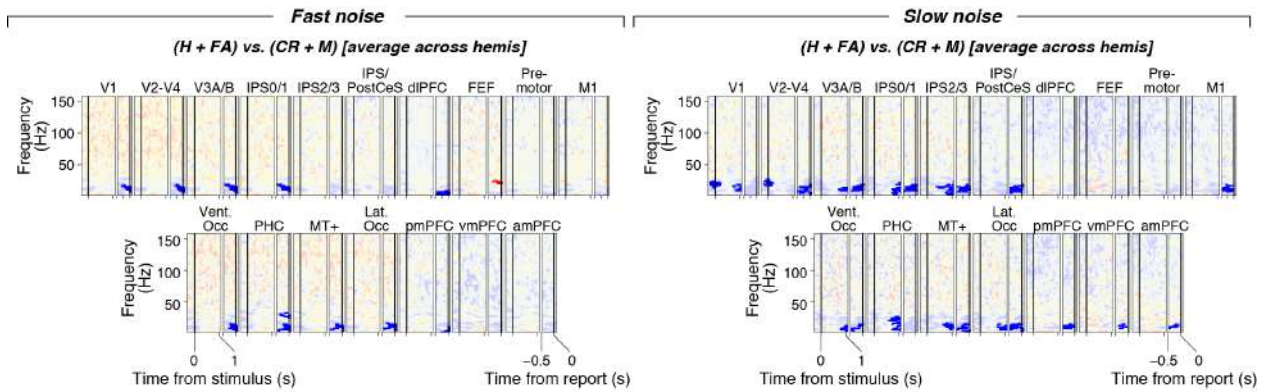 Fast noise
(H + FA) vs. (CR + M) [average across hemis]
V1 V2-V4 V3A/B IPS0/1 IPS2/3 IPS/PostCeS dlPFC FEF Pre-motor M1
Frequency (Hz)
150
100
50
Vent. Occ PHC MT+ Lat. Occ pmPFC vmPFC amPFC
Frequency (Hz)
150
100
50
0 1 −0.5 0
Time from stimulus (s) Time from report (s)
Slow noise
(H + FA) vs. (CR + M) [average across hemis]
V1 V2-V4 V3A/B IPS0/1 IPS2/3 IPS/PostCeS dlPFC FEF Pre-motor M1
Frequency (Hz)
150
100
50
Vent. Occ PHC MT+ Lat. Occ pmPFC vmPFC amPFC
Frequency (Hz)
150
100
50
0 1 −0.5 0
Time from stimulus (s) Time from report (s)